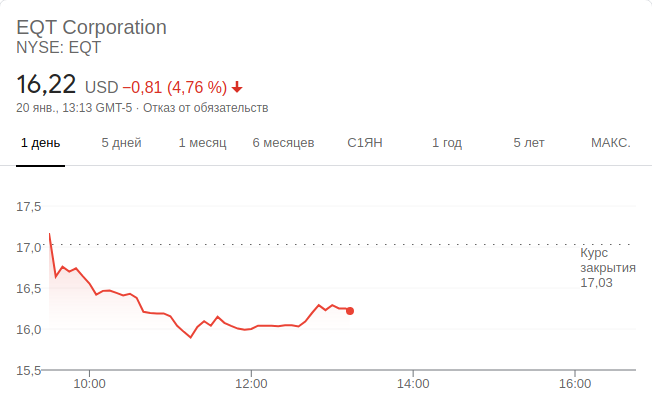 EQT Corporation
NYSE: EQT
16,22 USD −0,81 (4,76 %)
20 янв., 13:13 GMT-5 · Отказ от обязательств
1 день 5 дней 1 месяц 6 месяцев С1ЯН 1 год 5 лет МАКС.
17,5
17,0
Курс
закрытия
17,03
16,5
16,0
15,5
10:00 12:00 14:00 16:00